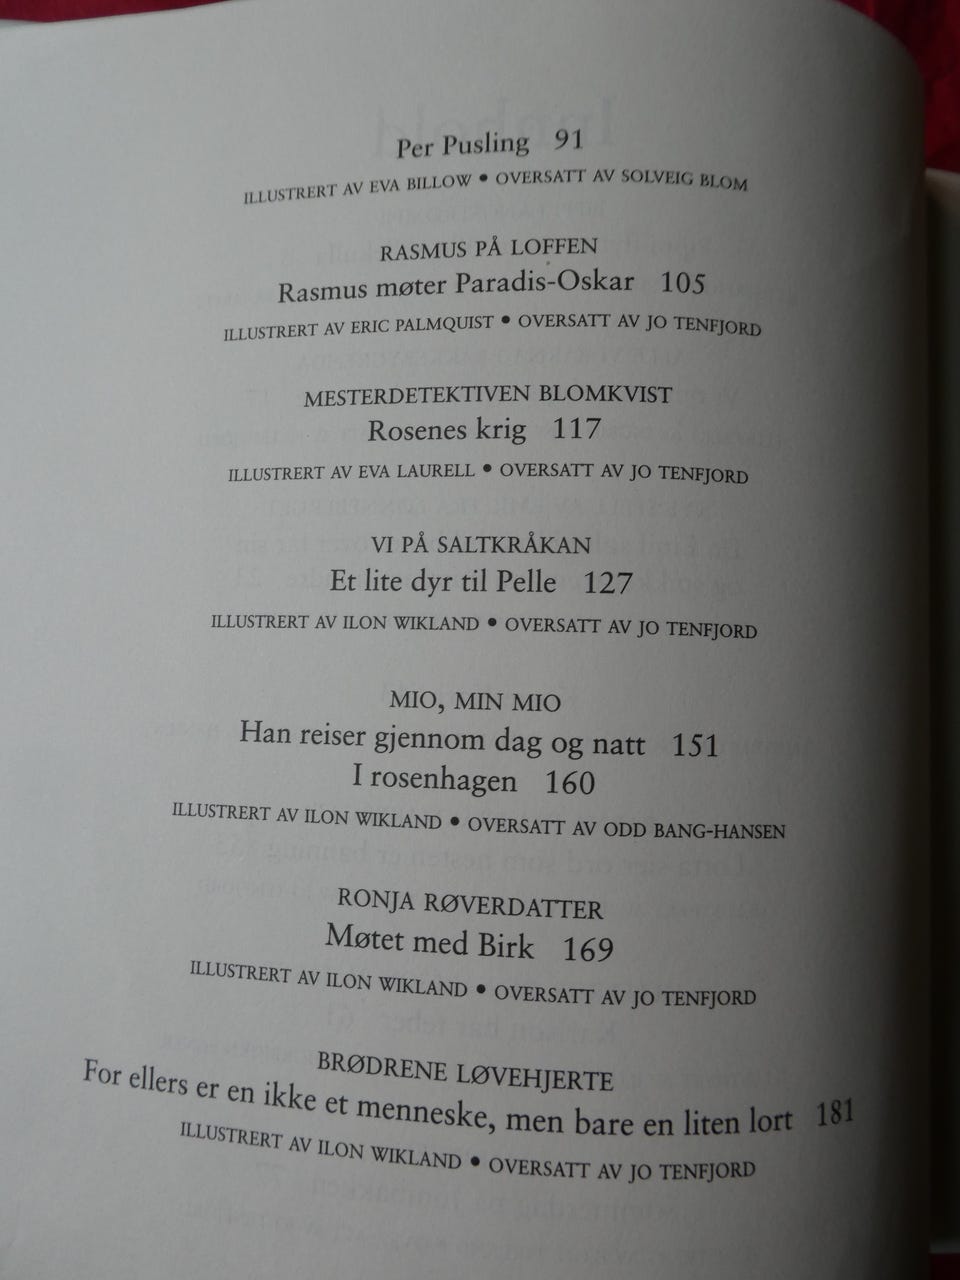 Per Pusling 91
ILLUSTRERT AV EVA BILLOW • OVERSATT AV SOLVEIG BLOM
RASMUS PÅ LOFFEN
Rasmus møter Paradis-Oskar 105
ILLUSTRERT AV ERIC PALMQUIST • OVERSATT AV JO TENFJORD
MESTERDETEKTIVEN BLOMKVIST
Rosenes krig 117
ILLUSTRERT AV EVA LAURELL • OVERSATT AV JO TENFJORD
VI PÅ SALTKRÅKAN
Et lite dyr til Pelle 127
ILLUSTRERT AV ILON WIKLAND • OVERSATT AV JO TENFJORD
MIO, MIN MIO
Han reiser gjennom dag og natt 151
I rosenhagen 160
ILLUSTRERT AV ILON WIKLAND • OVERSATT AV ODD BANG-HANSEN
RONJA RØVERDATTER
Møtet med Birk 169
ILLUSTRERT AV ILON WIKLAND • OVERSATT AV JO TENFJORD
BRØDRENE LØVEHJERTE
For ellers er en ikke et menneske, men bare en liten lort 181
ILLUSTRERT AV ILON WIKLAND • OVERSATT AV JO TENFJORD